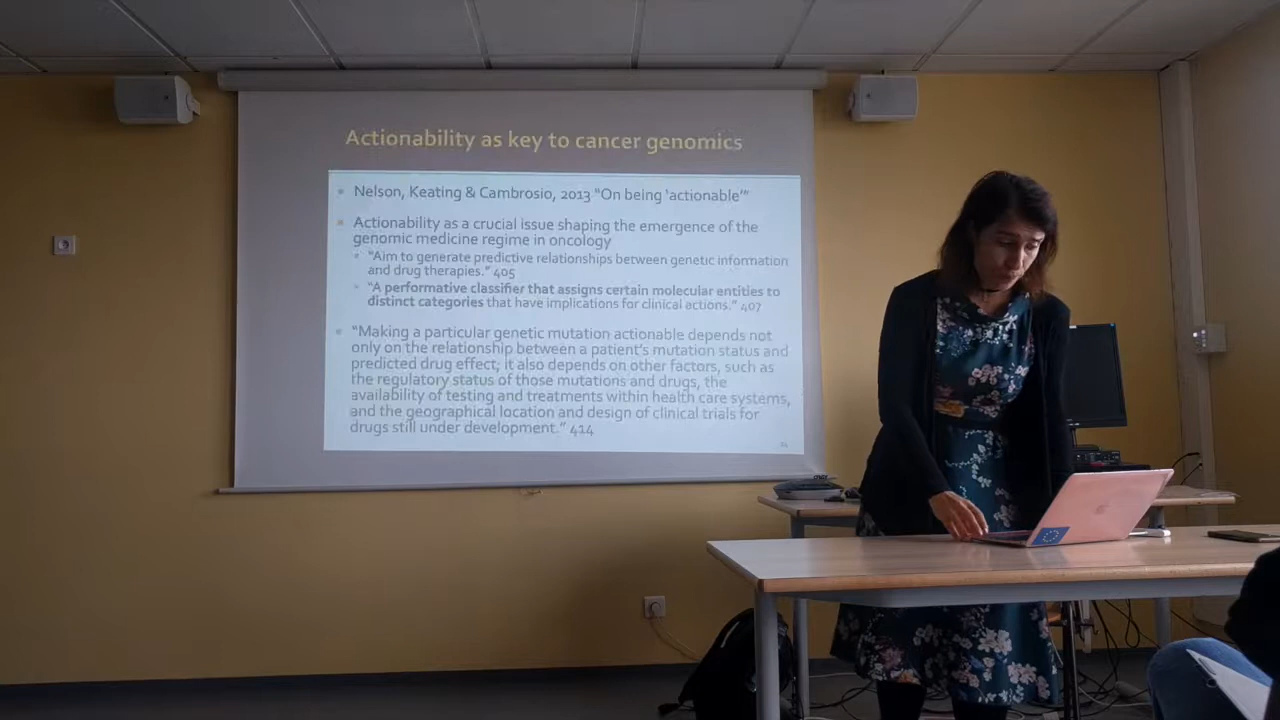 Actionability as key to cancer genomics
Nelson, Keating & Cambrosio, 2013 “On being ‘actionable’”
Actionability as a crucial issue shaping the emergence of the
genomic medicine regime in oncology
“Aim to generate predictive relationships between genetic information
and drug therapies.” 405
“A performative classifier that assigns certain molecular entities to
distinct categories that have implications for clinical actions.” 407
“Making a particular genetic mutation actionable depends not
only on the relationship between a patient’s mutation status and
predicted drug effect; it also depends on other factors, such as
the regulatory status of those mutations and drugs, the
availability of testing and treatments within health care systems,
and the geographical location and design of clinical trials for
drugs still under development.” 414